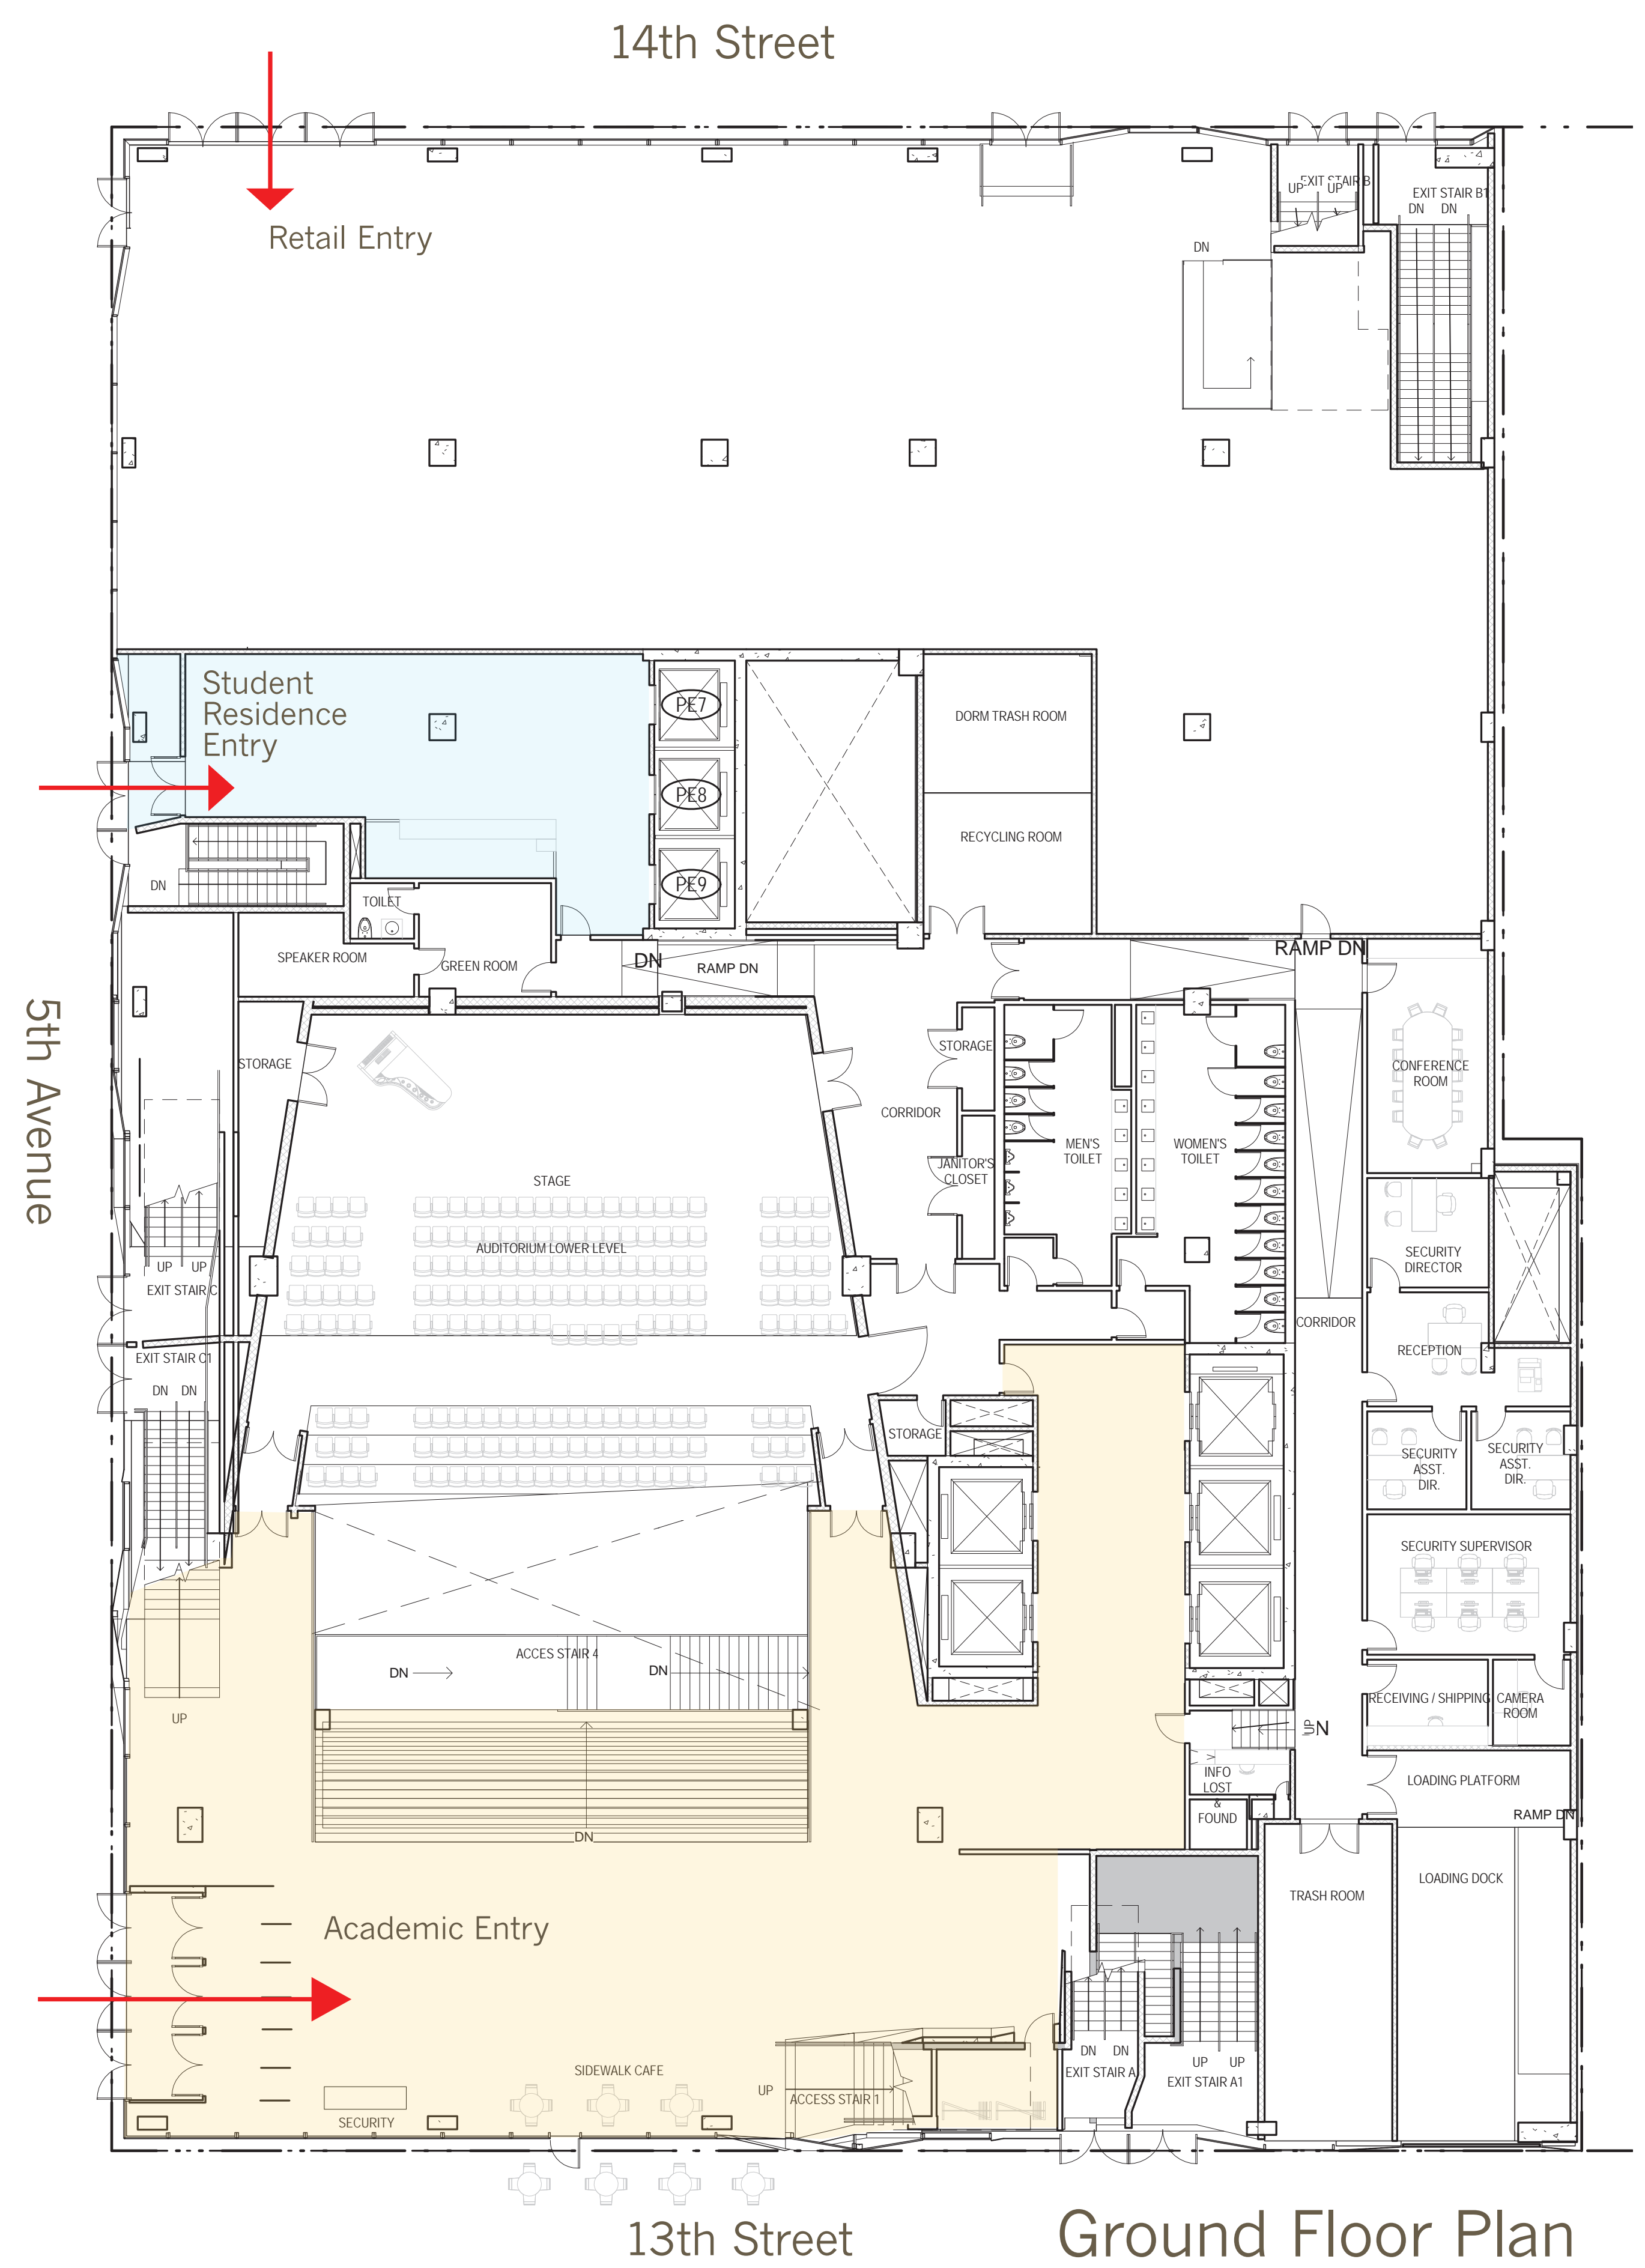 14th Street
Retail Entry
EXIT STAIR B
UP
UP
EXIT STAIR B1
DN
DN
DN
Student
Residence
Entry
PE7
PE8
PE9
DORM TRASH ROOM
RECYCLING ROOM
DN
TOILET
SPEAKER ROOM
GREEN ROOM
DN
RAMP DN
RAMP DN
5th Avenue
STORAGE
STORAGE
CORRIDOR
JANITOR'S
CLOSET
MEN'S
TOILET
WOMEN'S
TOILET
CONFERENCE
ROOM
STAGE
AUDITORIUM LOWER LEVEL
UP
UP
EXIT STAIR C
EXIT STAIR C1
DN
DN
SECURITY
DIRECTOR
CORRIDOR
RECEPTION
STORAGE
SECURITY
ASST.
DIR.
SECURITY
ASST.
DIR.
SECURITY SUPERVISOR
ACCES STAIR 4
DN
DN
UP
RECEIVING / SHIPPING
CAMERA
ROOM
UP
N
INFO
LOST
&
FOUND
LOADING PLATFORM
RAMP DN
DN
TRASH ROOM
LOADING DOCK
Academic Entry
SIDEWALK CAFE
SECURITY
UP
ACCESS STAIR 1
DN
DN
EXIT STAIR A
UP
UP
EXIT STAIR A1
13th Street
Ground Floor Plan